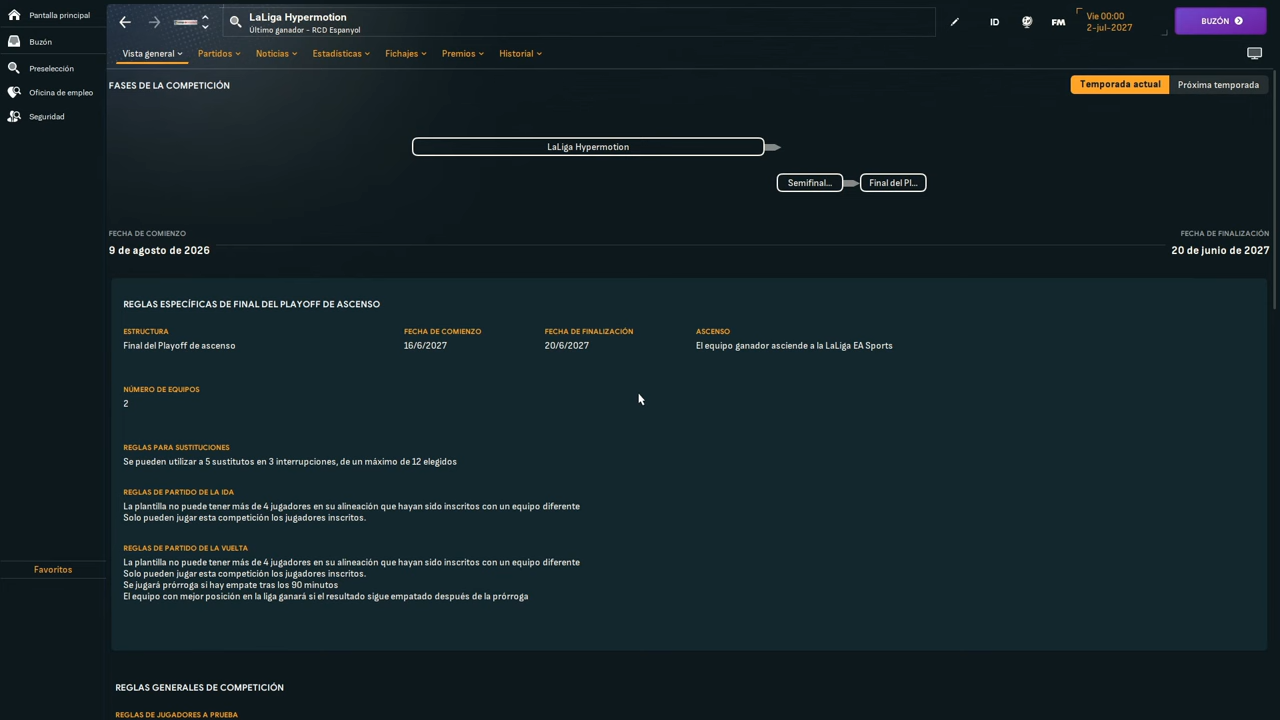 Pantalla principal
Buzón
Preselección
Oficina de empleo
Seguridad
Favoritos
LaLiga Hypermotion
Último ganador - RCD Espanyol
ID
FM
Vie 00:00
2-jul-2027
BUZÓN
Vista general
Partidos
Noticias
Estadísticas
Fichajes
Premios
Historial
FASES DE LA COMPETICIÓN
Temporada actual
Próxima temporada
LaLiga Hypermotion
Semifinal...
Final del Pl...
FECHA DE COMIENZO
9 de agosto de 2026
FECHA DE FINALIZACIÓN
20 de junio de 2027
REGLAS ESPECÍFICAS DE FINAL DEL PLAYOFF DE ASCENSO
ESTRUCTURA
Final del Playoff de ascenso
FECHA DE COMIENZO
16/6/2027
FECHA DE FINALIZACIÓN
20/6/2027
ASCENSO
El equipo ganador asciende a la LaLiga EA Sports
NÚMERO DE EQUIPOS
2
REGLAS PARA SUSTITUCIONES
Se pueden utilizar a 5 sustitutos en 3 interrupciones, de un máximo de 12 elegidos
REGLAS DE PARTIDO DE LA IDA
La plantilla no puede tener más de 4 jugadores en su alineación que hayan sido inscritos con un equipo diferente
Solo pueden jugar esta competición los jugadores inscritos.
REGLAS DE PARTIDO DE LA VUELTA
La plantilla no puede tener más de 4 jugadores en su alineación que hayan sido inscritos con un equipo diferente
Solo pueden jugar esta competición los jugadores inscritos.
Se jugará prórroga si hay empate tras los 90 minutos
El equipo con mejor posición en la liga ganará si el resultado sigue empatado después de la prórroga
REGLAS GENERALES DE COMPETICIÓN
REGLAS DE JUGADORES A PRUEBA